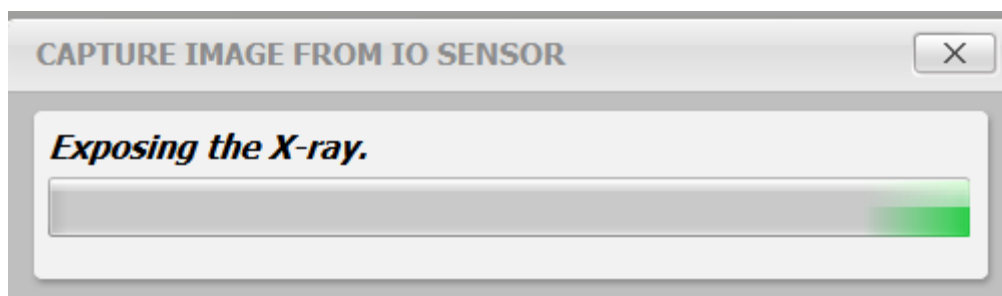 CAPTURE IMAGE FROM IO SENSOR
Exposing the X-ray.